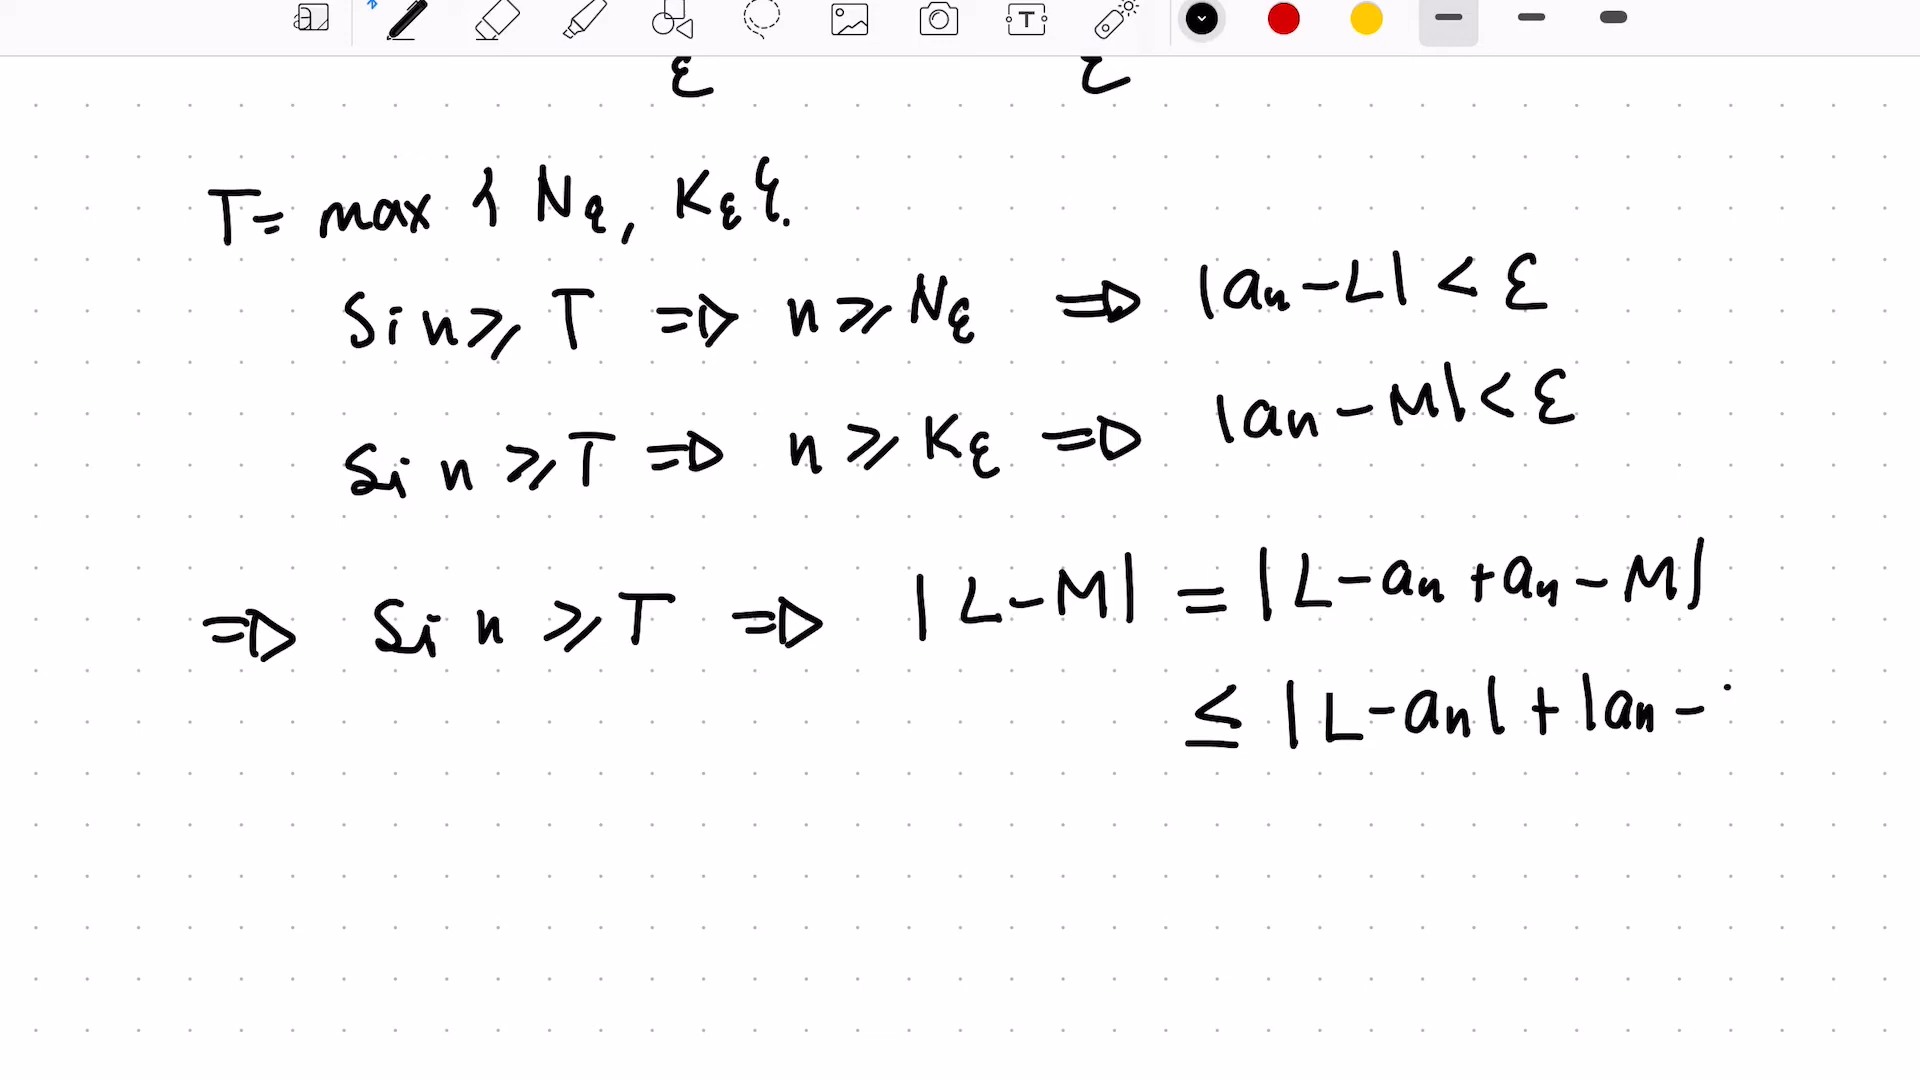 ε ε
T = max { N_ε, K_ε }.
Si n ⩾ T ⇒ n ⩾ N_ε ⇒ |a_n - L| < ε
Si n ⩾ T ⇒ n ⩾ K_ε ⇒ |a_n - M| < ε
⇒ Si n ⩾ T ⇒ |L - M| = |L - a_n + a_n - M|
≤ |L - a_n| + |a_n -